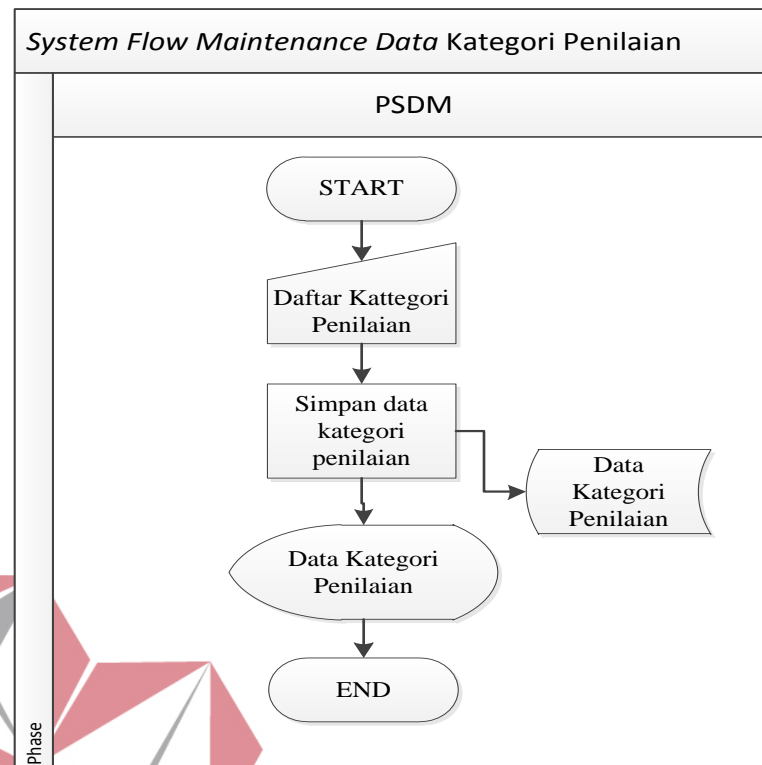 System Flow Maintenance Data Kategori Penilaian
PSDM
START
Daftar Kattegori
Penilaian
Simpan data
kategori
penilaian
Data
Kategori
Penilaian
Data Kategori
Penilaian
END
Phase